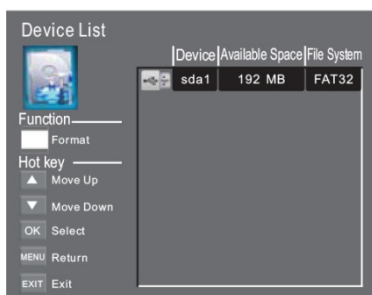 Device List
Device Available Space File System
sda1 192 MB FAT32
Function
Format
Hot key
Move Up
Move Down
OK Select
MENU Return
EXIT Exit